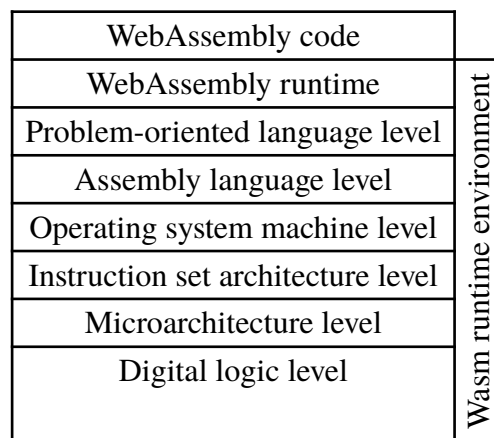 WebAssembly code
WebAssembly runtime
Problem-oriented language level
Assembly language level
Operating system machine level
Instruction set architecture level
Microarchitecture level
Digital logic level
Wasm runtime environment